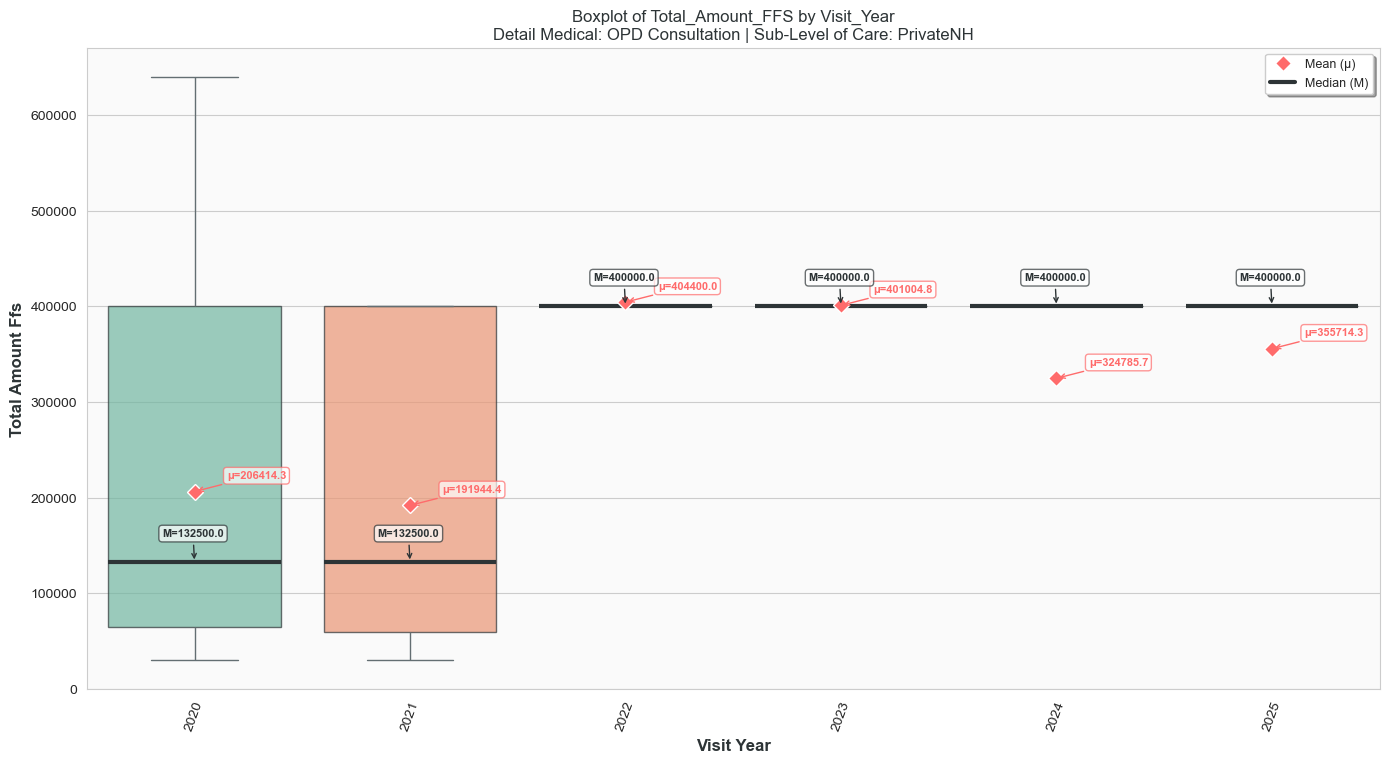 Boxplot of Total_Amount_FFS by Visit_Year
Detail Medical: OPD Consultation | Sub-Level of Care: PrivateNH
Mean (μ)
Median (M)
Total Amount Ffs
600000
500000
400000
300000
200000
100000
0
μ=206414.3
M=132500.0
μ=191944.4
M=132500.0
M=400000.0
μ=404400.0
M=400000.0
μ=401004.8
M=400000.0
μ=324785.7
M=400000.0
μ=355714.3
2020
2021
2022
2023
2024
2025
Visit Year